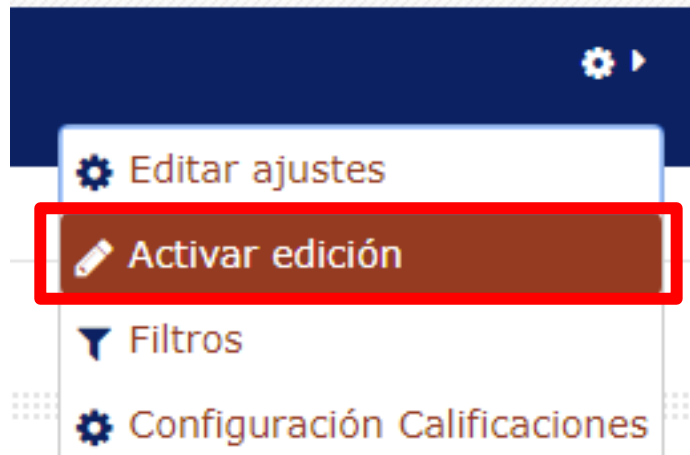 Editar ajustes
Activar edición
Filtros
Configuración Calificaciones